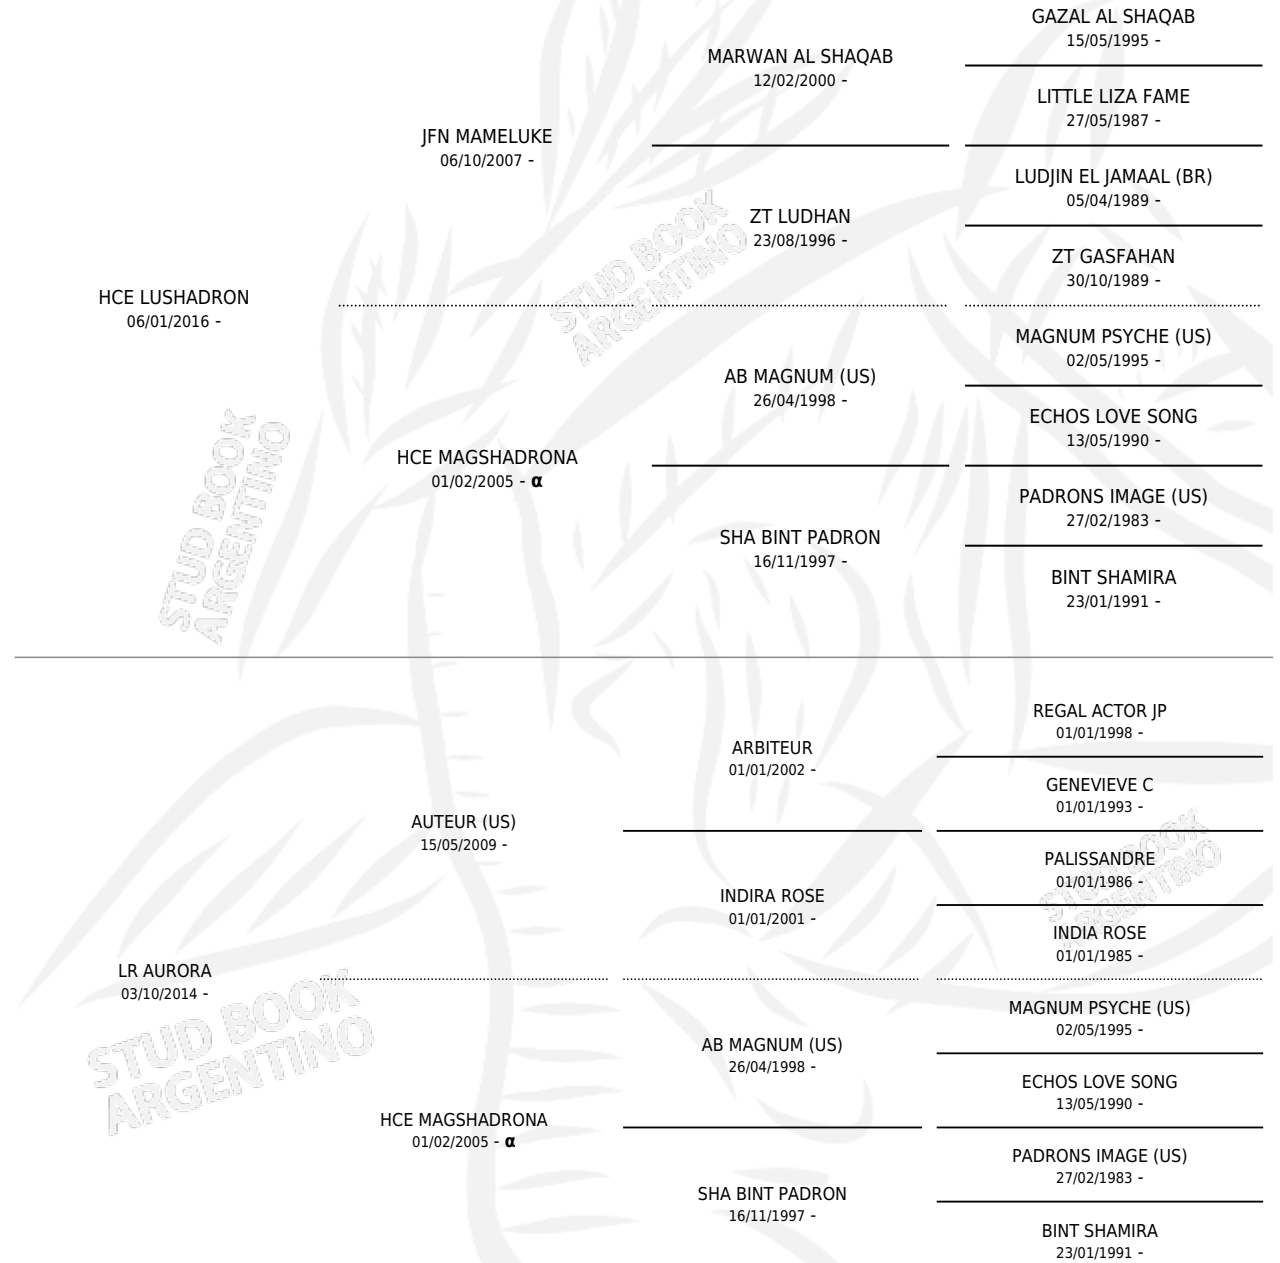 GAZAL AL SHAQAB
15/05/1995 -
MARWAN AL SHAQAB
12/02/2000 -
LITTLE LIZA FAME
27/05/1987 -
JFN MAMELUKE
06/10/2007 -
LUDJIN EL JAMAAL (BR)
05/04/1989 -
ZT LUDHAN
23/08/1996 -
ZT GASFAHAN
30/10/1989 -
HCE LUSHADRON
06/01/2016 -
MAGNUM PSYCHE (US)
02/05/1995 -
AB MAGNUM (US)
26/04/1998 -
ECHOS LOVE SONG
13/05/1990 -
HCE MAGSHADRONA
01/02/2005 - α
PADRONS IMAGE (US)
27/02/1983 -
SHA BINT PADRON
16/11/1997 -
BINT SHAMIRA
23/01/1991 -
REGAL ACTOR JP
01/01/1998 -
ARBITEUR
01/01/2002 -
GENEVIEVE C
01/01/1993 -
AUTEUR (US)
15/05/2009 -
PALISSANDRE
01/01/1986 -
INDIRA ROSE
01/01/2001 -
INDIA ROSE
01/01/1985 -
LR AURORA
03/10/2014 -
MAGNUM PSYCHE (US)
02/05/1995 -
AB MAGNUM (US)
26/04/1998 -
ECHOS LOVE SONG
13/05/1990 -
HCE MAGSHADRONA
01/02/2005 - α
PADRONS IMAGE (US)
27/02/1983 -
SHA BINT PADRON
16/11/1997 -
BINT SHAMIRA
23/01/1991 -
STUD BOOK
ARGENTINO
STUD BOOK
ARGENTINO
STUD BOOK
ARGENTINO
STUD BOOK
ARGENTINO